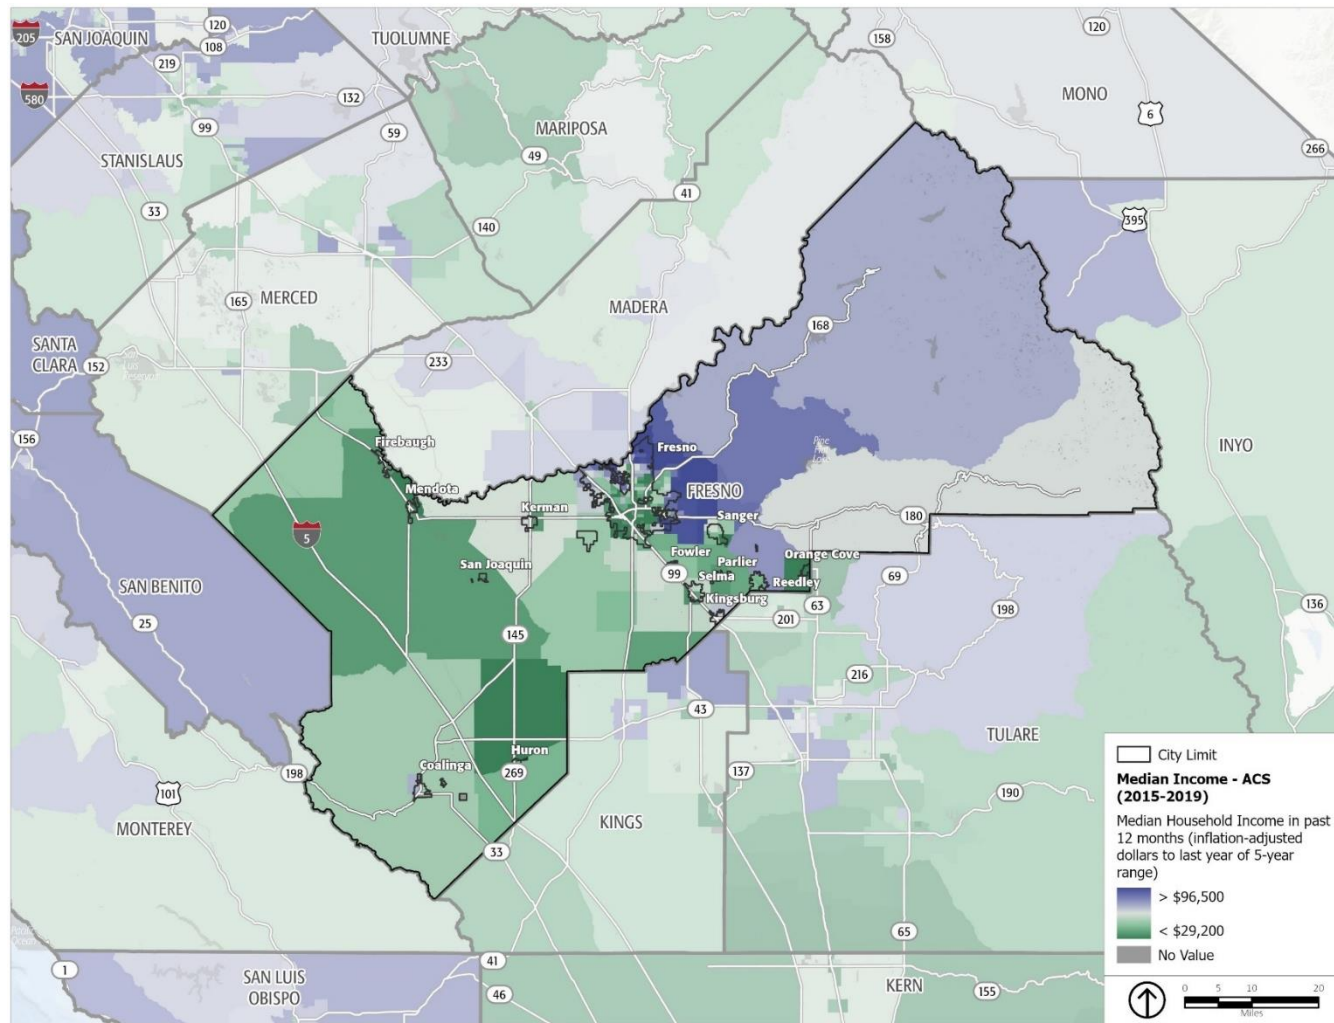 205
SAN JOAQUIN
120
108
219
580
99
132
TUOLUMNE
59
158
120
MONO
6
266
STANISLAUS
MARIPOSA
49
33
41
395
140
165
MERCED
MADERA
SANTA
CLARA
152
233
168
156
Firebaugh
Fresno
INYO
Mendota
FRESNO
Kerman
Sanger
180
5
Fowler
Orange Cove
SAN BENITO
San Joaquin
Parlier
99
Selma
Reedley
69
Kingsburg
63
198
136
25
145
201
216
43
TULARE
Huron
198
Coalinga
269
137
101
190
MONTEREY
KINGS
33
65
1
41
SAN LUIS
OBISPO
46
KERN
155
City Limit
Median Income - ACS
(2015-2019)
Median Household Income in past
12 months (inflation-adjusted
dollars to last year of 5-year
range)
> $96,500
< $29,200
No Value
0 5 10 20
Miles